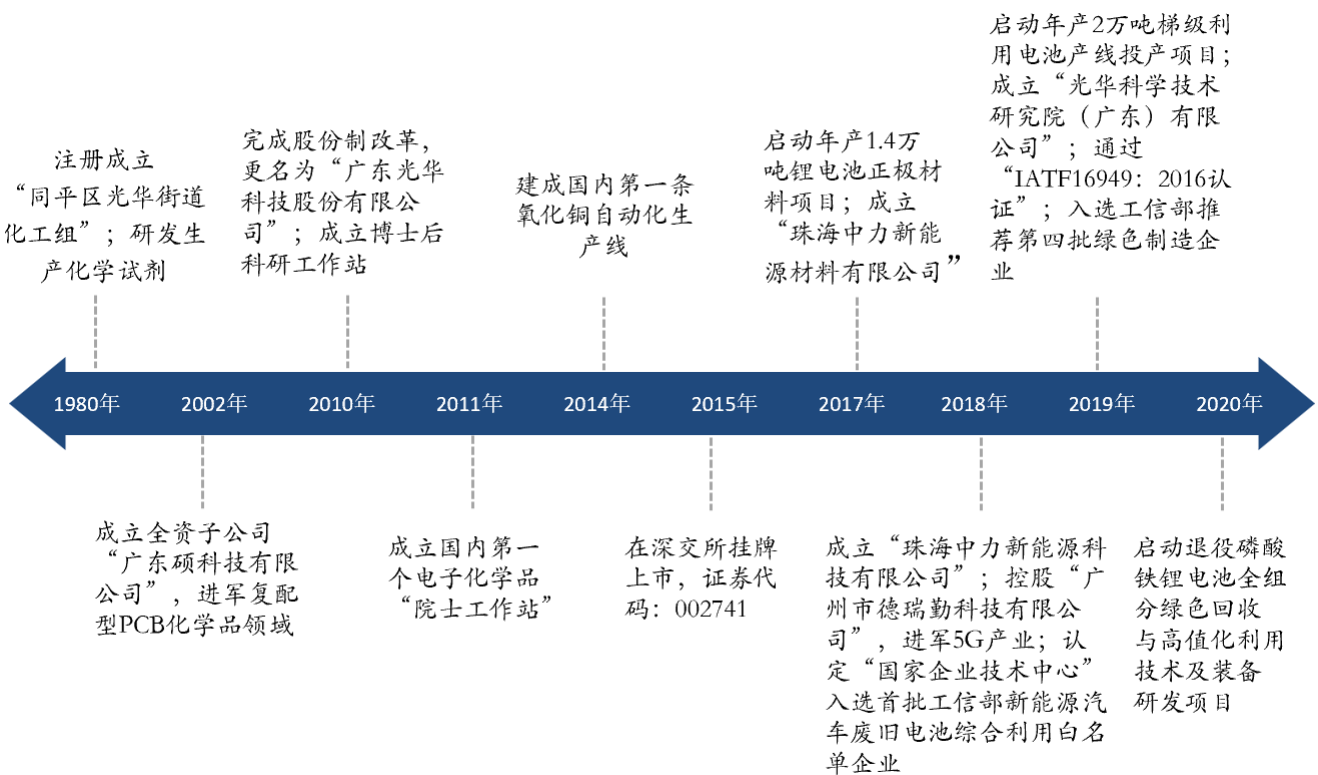 注册成立
“同平区光华街道
化工组”；研发生
产化学试剂
完成股份制改革，
更名为“广东光华
科技股份有限公
司”；成立博士后
科研工作站
建成国内第一条
氧化铜自动化生
产线
启动年产1.4万
吨锂电池正极材
料项目；成立
“珠海中力新能
源材料有限公司”
启动年产2万吨梯级利
用电池产线投产项目；
成立“光华科学技术
研究院（广东）有限
公司”；通过
“IATF16949：2016认
证”；入选工信部推
荐第四批绿色制造企
业
1980年
2002年
2010年
2011年
2014年
2015年
2017年
2018年
2019年
2020年
成立全资子公司
“广东硕科技有限
公司”，进军复配
型PCB化学品领域
成立国内第一
个电子化学品
“院士工作站”
在深交所挂牌
上市，证券代
码：002741
成立“珠海中力新能源科
技有限公司”；控股“广
州市德瑞勤科技有限公
司”，进军5G产业；认
定“国家企业技术中心”
入选首批工信部新能源汽
车废旧电池综合利用白名
单企业
启动退役磷酸
铁锂电池全组
分绿色回收
与高值化利用
技术及装备
研发项目